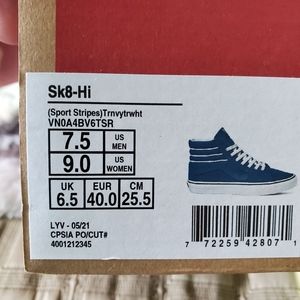 Sk8-Hi
(Sport Stripes)Trnvytrwht
VN0A4BV6TSR
7.5 US MEN
9.0 US WOMEN
UK EUR CM
6.5 40.0 25.5
LYV - 05/21
CPSIA PO/CUT#
4001212345
7 72259 42807 1